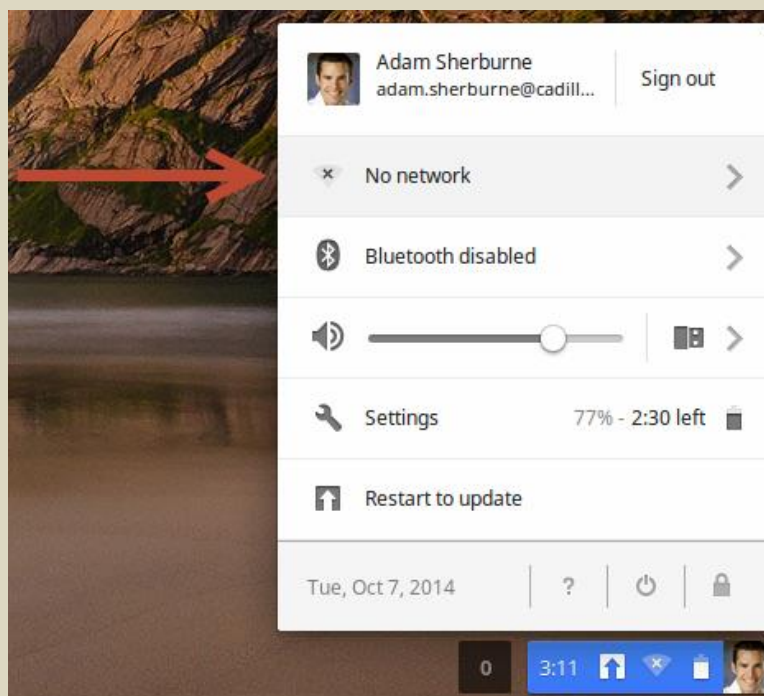 Adam Sherburne
adam.sherburne@cadill...
Sign out
No network
Bluetooth disabled
Settings
77% - 2:30 left
Restart to update
Tue, Oct 7, 2014
?
0
3:11